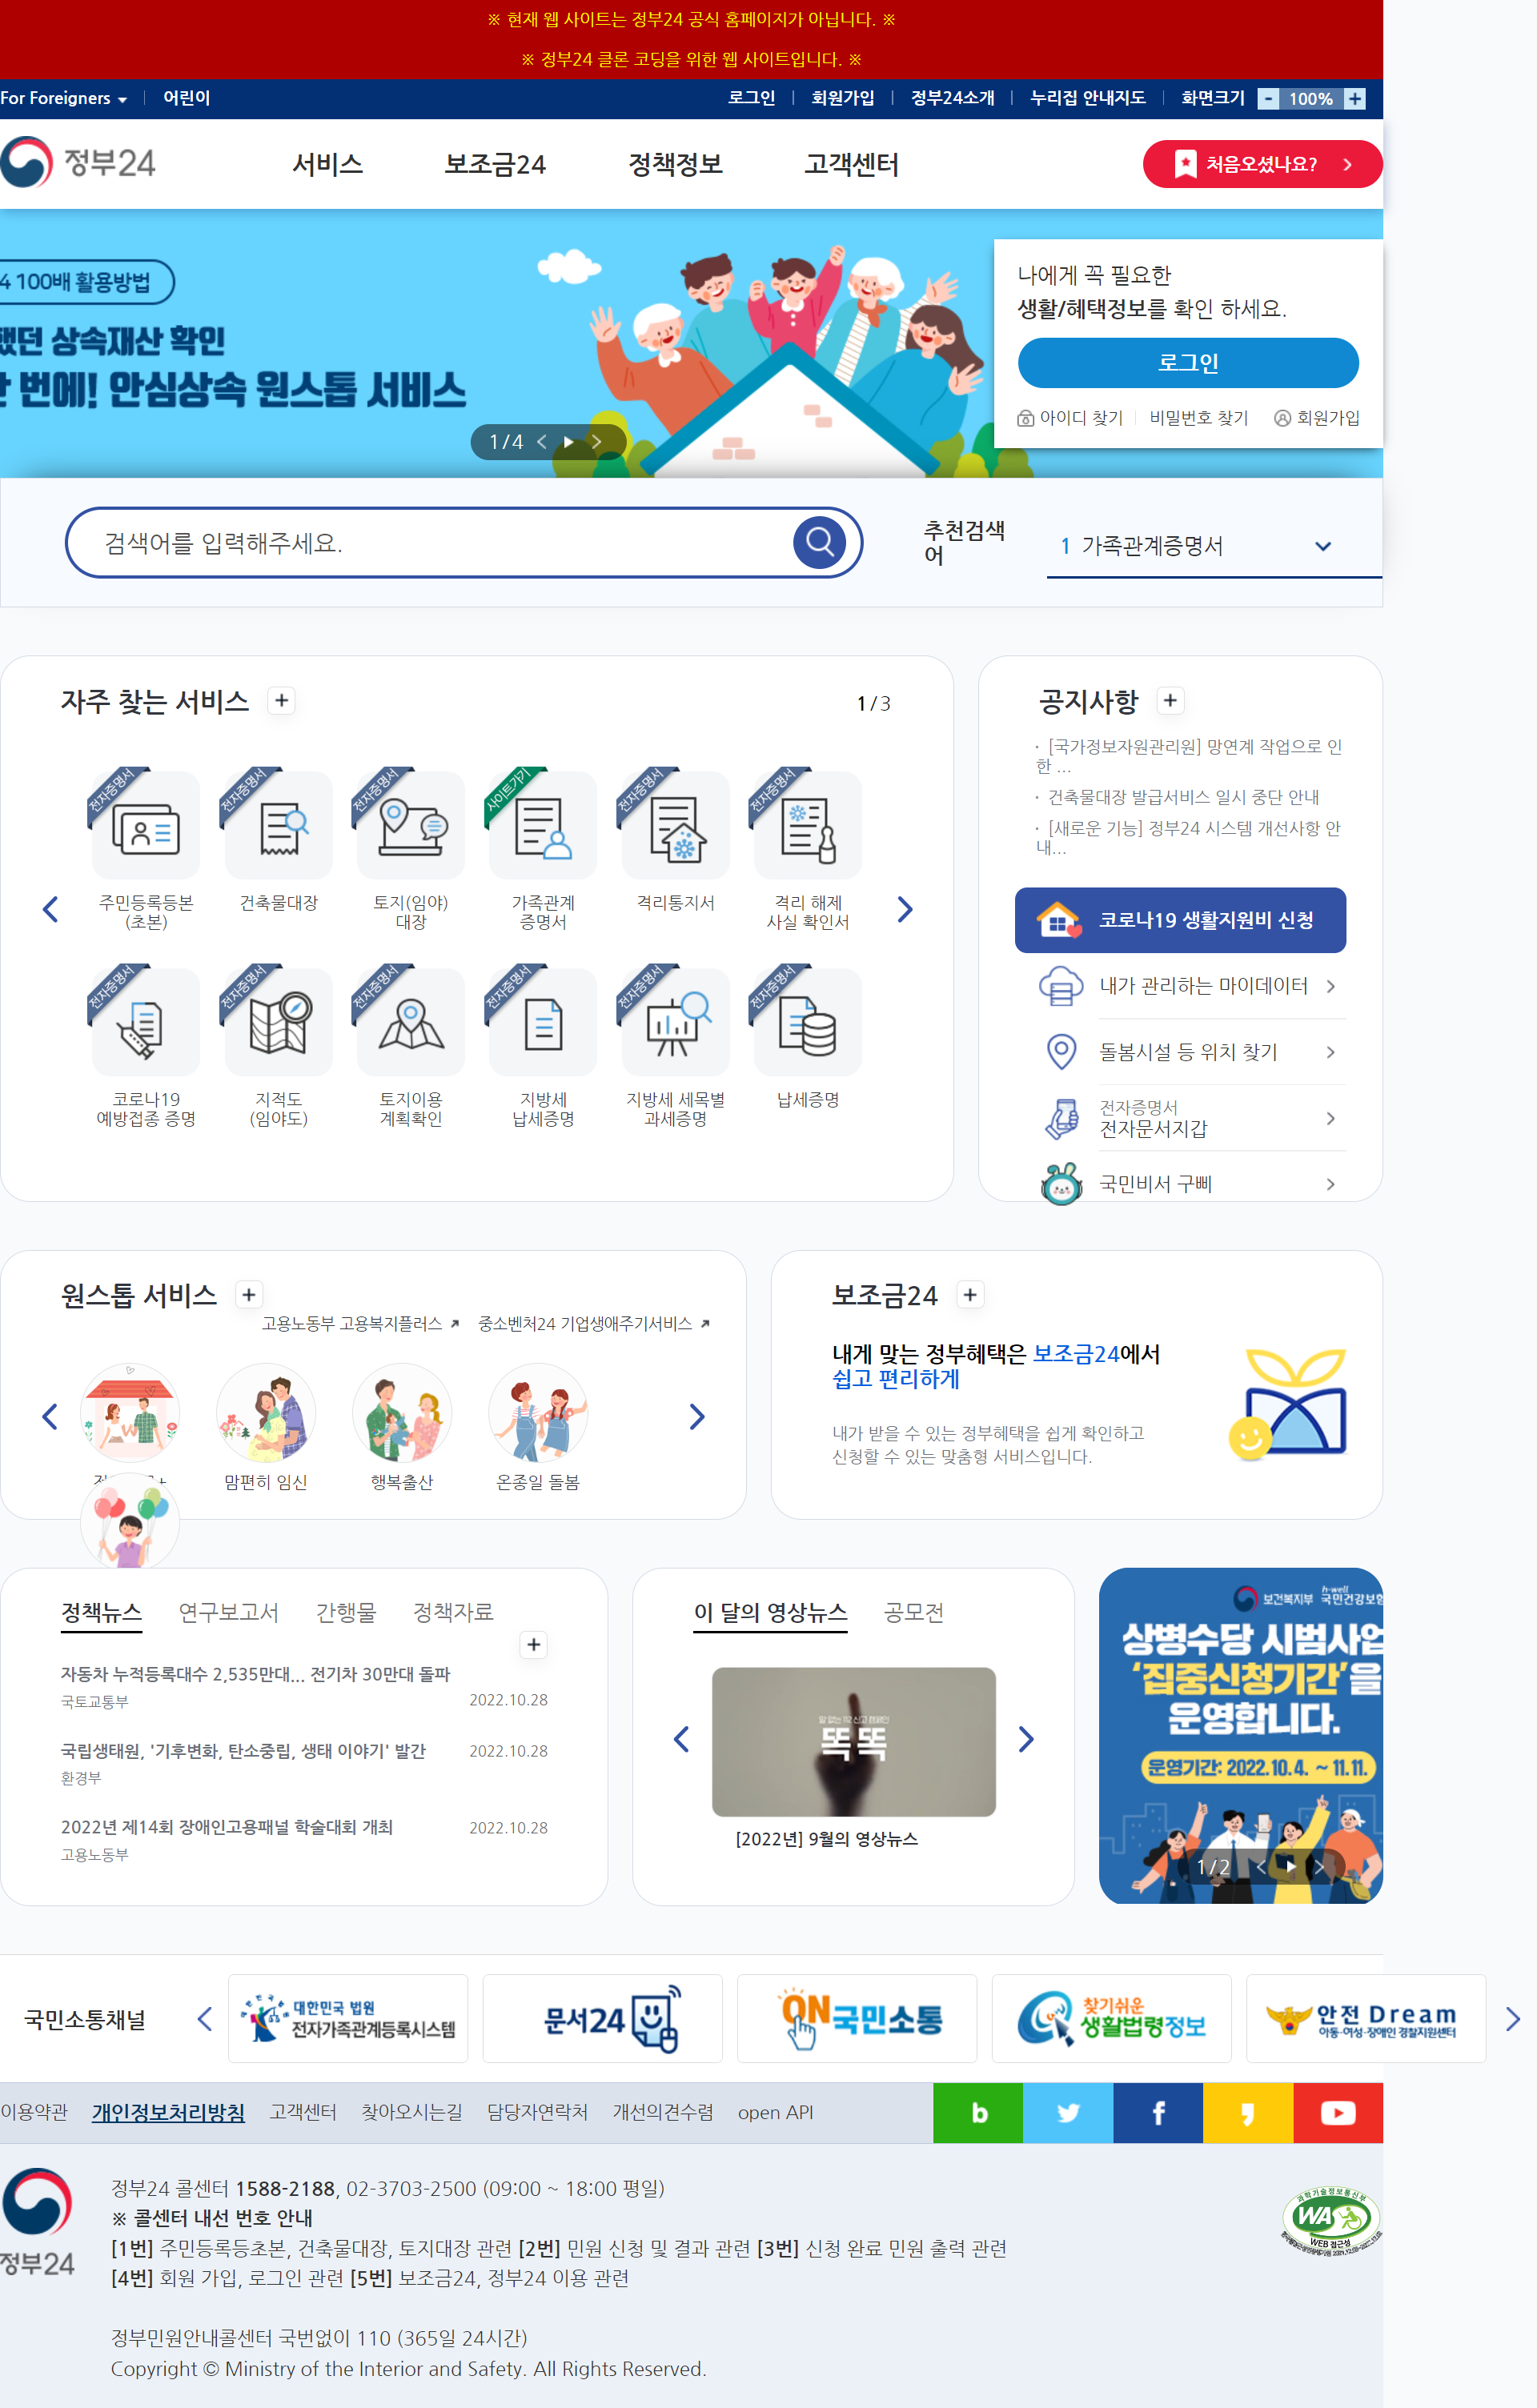 ※ 현재 웹 사이트는 정부24 공식 홈페이지가 아닙니다. ※
※ 정부24 클론 코딩을 위한 웹 사이트입니다. ※
For Foreigners 어린이 로그인 회원가입 정부24소개 누리집 안내지도 화면크기 - 100% +
정부24 서비스 보조금24 정책정보 고객센터 처음오셨나요?
4 100배 활용방법
했던 상속재산 확인
한 번에! 안심상속 원스톱 서비스
1 / 4
나에게 꼭 필요한
생활/혜택정보를 확인 하세요.
로그인
아이디 찾기 비밀번호 찾기 회원가입
검색어를 입력해주세요.
추천검색
어
1 가족관계증명서
자주 찾는 서비스 +
1 / 3
전자증명서 전자증명서 전자증명서 사이트가기 전자증명서 전자증명서
주민등록등본 건축물대장 토지(임야) 가족관계 격리통지서 격리 해제
(초본) 대장 증명서 사실 확인서
전자증명서 전자증명서 전자증명서 전자증명서 전자증명서 전자증명서
코로나19 지적도 토지이용 지방세 지방세 세목별 납세증명
예방접종 증명 (임야도) 계획확인 납세증명 과세증명
공지사항 +
· [국가정보자원관리원] 망연계 작업으로 인
한 ...
· 건축물대장 발급서비스 일시 중단 안내
· [새로운 기능] 정부24 시스템 개선사항 안
내...
코로나19 생활지원비 신청
내가 관리하는 마이데이터
돌봄시설 등 위치 찾기
전자증명서
전자문서지갑
국민비서 구삐
원스톱 서비스 +
고용노동부 고용복지플러스 중소벤처24 기업생애주기서비스
맘편히 임신 행복출산 온종일 돌봄
보조금24 +
내게 맞는 정부혜택은 보조금24에서
쉽고 편리하게
내가 받을 수 있는 정부혜택을 쉽게 확인하고
신청할 수 있는 맞춤형 서비스입니다.
정책뉴스 연구보고서 간행물 정책자료
+
자동차 누적등록대수 2,535만대... 전기차 30만대 돌파
국토교통부 2022.10.28
국립생태원, '기후변화, 탄소중립, 생태 이야기' 발간 2022.10.28
환경부
2022년 제14회 장애인고용패널 학술대회 개최 2022.10.28
고용노동부
이 달의 영상뉴스 공모전
말 없는 112 신고 캠페인
똑똑
[2022년] 9월의 영상뉴스
보건복지부 h-well 국민건강보험
상병수당 시범사업
‘집중신청기간’을
운영합니다.
운영기간: 2022. 10. 4. ~ 11. 11.
1 / 2
국민소통채널
대한민국 법원
전자가족관계등록시스템
문서24
ON국민소통
찾기쉬운
생활법령정보
안전 Dream
아동·여성·장애인 경찰지원센터
이용약관 개인정보처리방침 고객센터 찾아오시는길 담당자연락처 개선의견수렴 open API
b f
정부24
정부24 콜센터 1588-2188, 02-3703-2500 (09:00 ~ 18:00 평일)
※ 콜센터 내선 번호 안내
[1번] 주민등록등초본, 건축물대장, 토지대장 관련 [2번] 민원 신청 및 결과 관련 [3번] 신청 완료 민원 출력 관련
[4번] 회원 가입, 로그인 관련 [5번] 보조금24, 정부24 이용 관련
정부민원안내콜센터 국번없이 110 (365일 24시간)
Copyright © Ministry of the Interior and Safety. All Rights Reserved.
과학기술정보통신부
WA
WEB 접근성